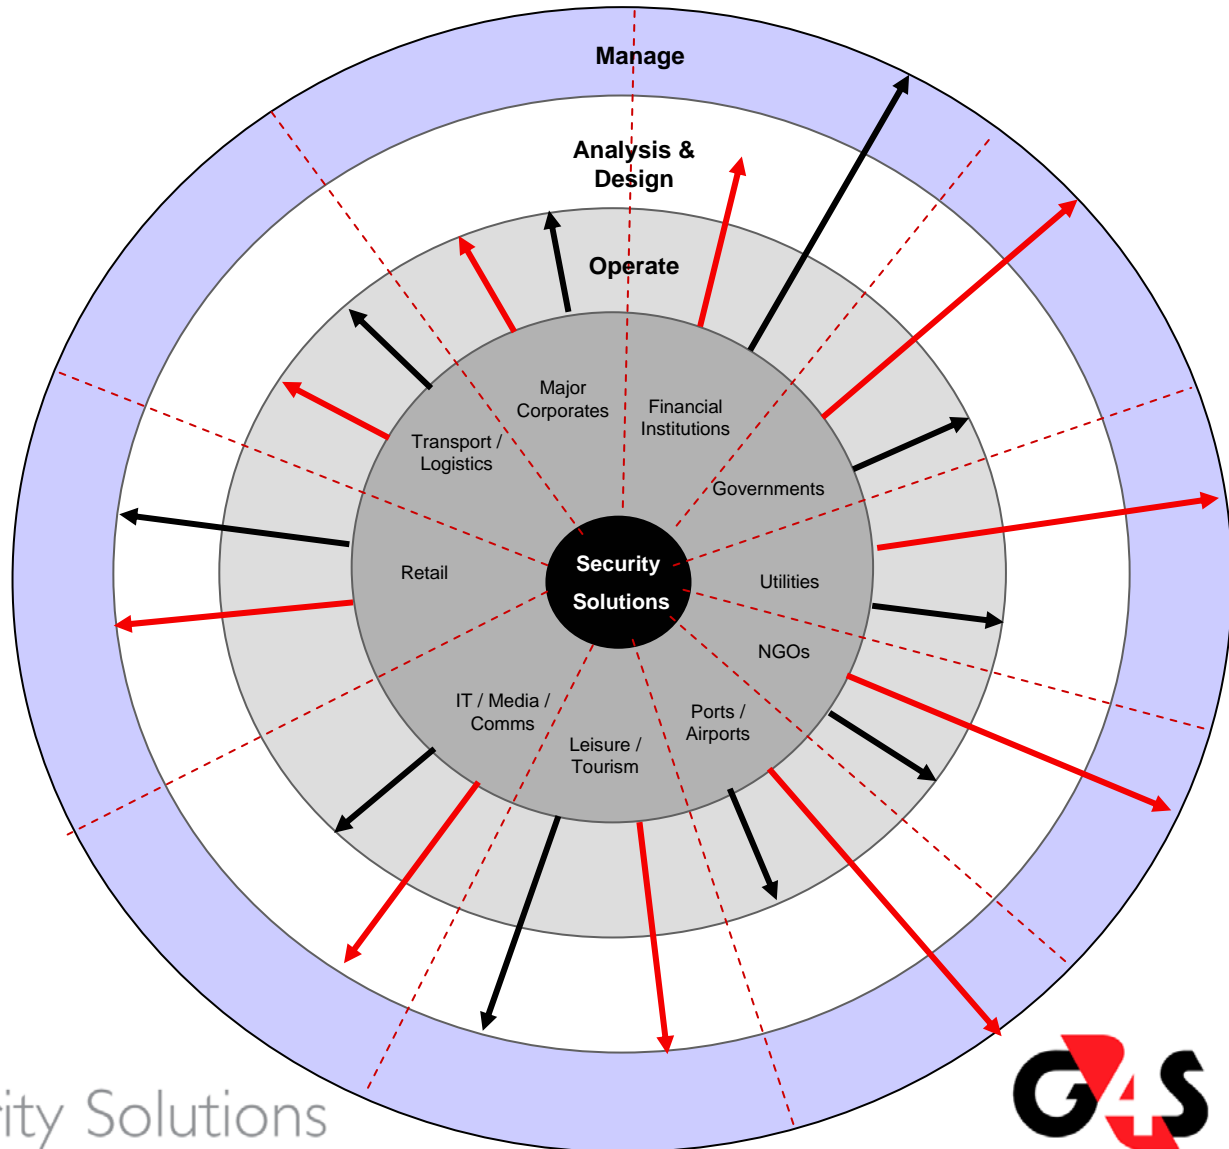 Manage
Analysis &
Design
Operate
Major
Corporates
Financial
Institutions
Transport /
Logistics
Governments
Security
Solutions
Retail
Utilities
NGOs
IT / Media /
Comms
Ports /
Airports
Leisure /
Tourism
G4S
Solutions